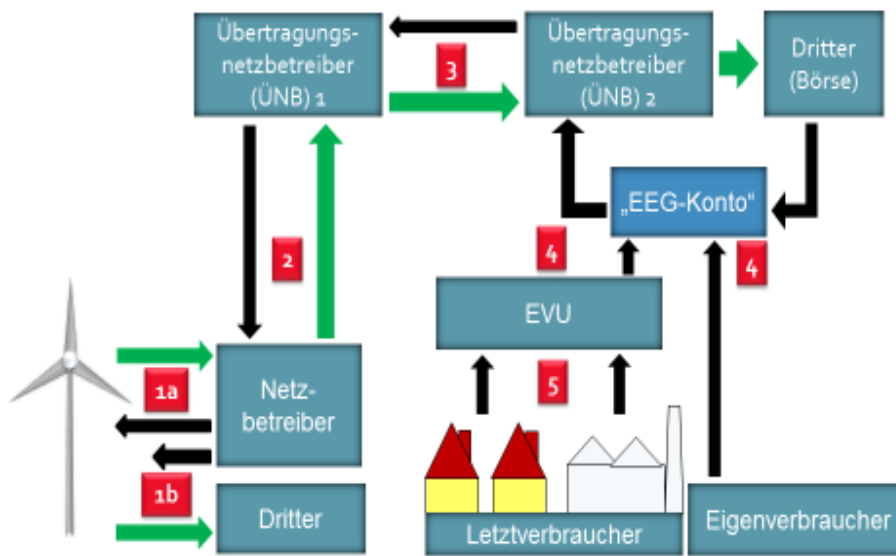 Übertragungs-
netzbetreiber
(ÜNB) 1
3
Übertragungs-
netzbetreiber
(ÜNB) 2
Dritter
(Börse)
„EEG-Konto“
2
4
4
EVU
1a
Netz-
betreiber
5
1b
Dritter
Letztverbraucher
Eigenverbraucher